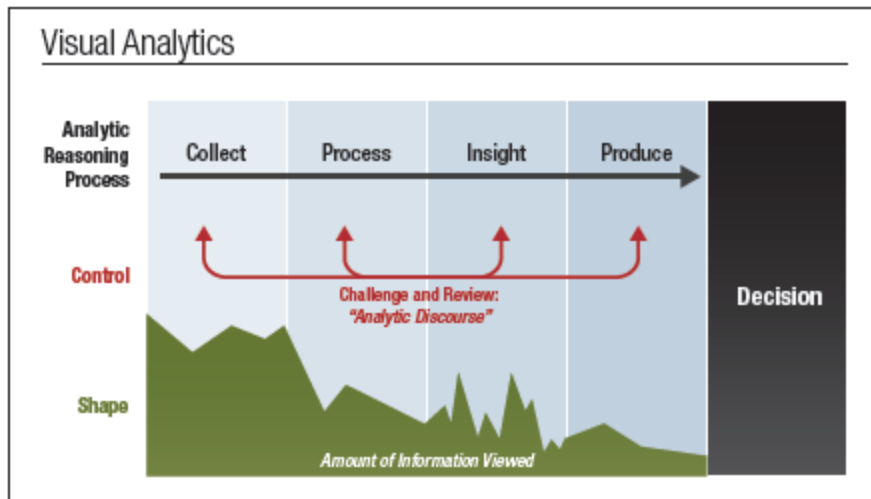 Visual Analytics
Analytic
Reasoning
Process
Collect
Process
Insight
Produce
Control
Challenge and Review:
“Analytic Discourse”
Decision
Shape
Amount of Information Viewed